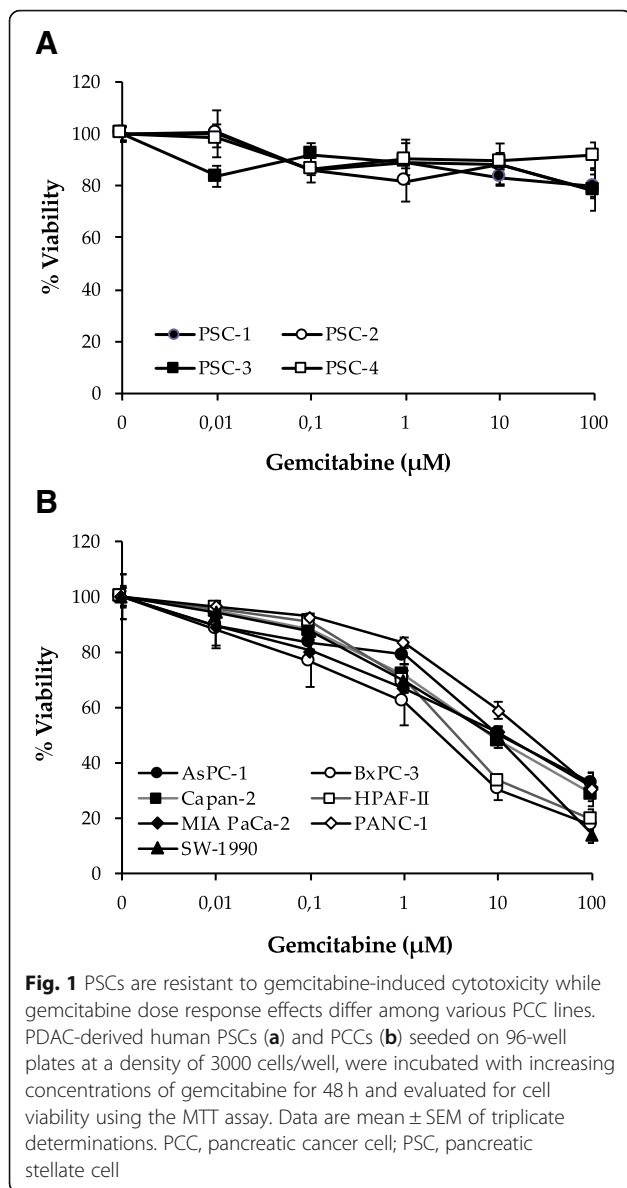 A
120
100
80
60
40
20
0
% Viability
PSC-1 PSC-2
PSC-3 PSC-4
0 0,01 0,1 1 10 100
Gemcitabine (µM)
B
120
100
80
60
40
20
0
% Viability
AsPC-1 BxPC-3
Capan-2 HPAF-II
MIA PaCa-2 PANC-1
SW-1990
0 0,01 0,1 1 10 100
Gemcitabine (µM)
Fig. 1 PSCs are resistant to gemcitabine-induced cytotoxicity while
gemcitabine dose response effects differ among various PCC lines.
PDAC-derived human PSCs (a) and PCCs (b) seeded on 96-well
plates at a density of 3000 cells/well, were incubated with increasing
concentrations of gemcitabine for 48 h and evaluated for cell
viability using the MTT assay. Data are mean ± SEM of triplicate
determinations. PCC, pancreatic cancer cell; PSC, pancreatic
stellate cell